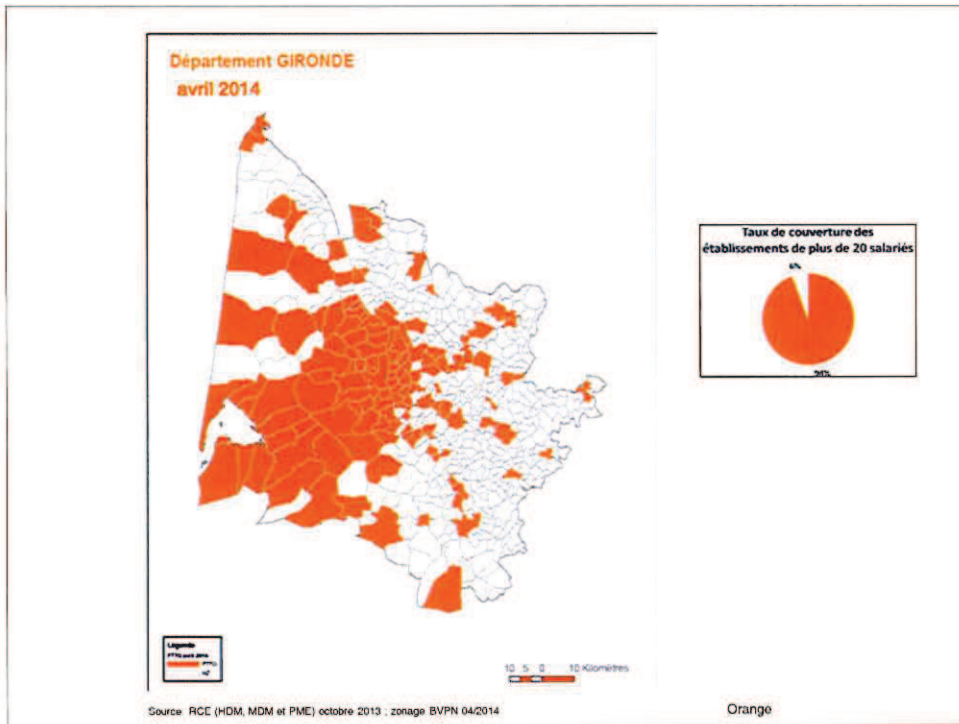 Département GIRONDE
avril 2014
Taux de couverture des
établissements de plus de 20 salariés
6%
94%
Légende
10 5 0 10 Kilomètres
Source: RCE (HDM, MDM et PME) octobre 2013 ; zonage BVPN 04/2014
Orange